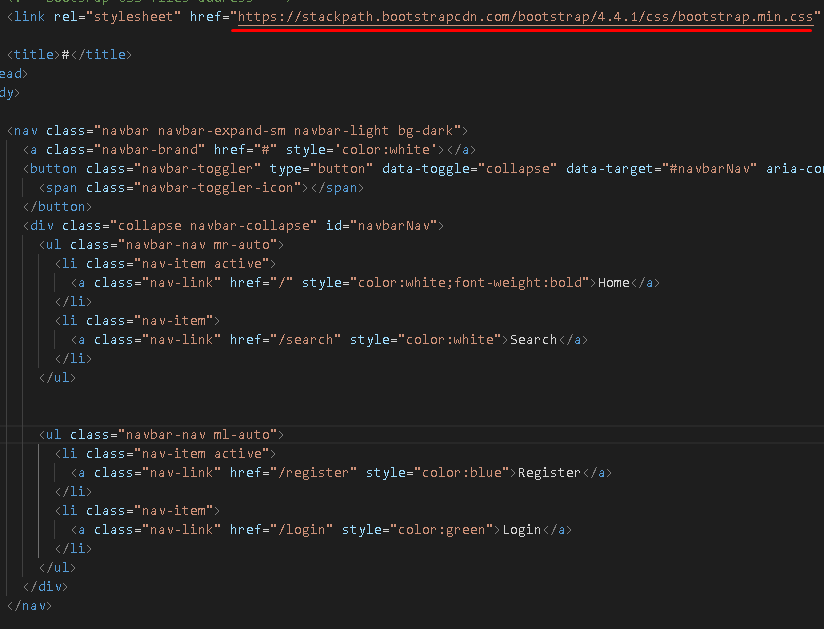 <link rel="stylesheet" href="https://stackpath.bootstrapcdn.com/bootstrap/4.4.1/css/bootstrap.min.css"
<title>#</title>
ead>
dy>
<nav class="navbar navbar-expand-sm navbar-light bg-dark">
<a class="navbar-brand" href="#" style='color:white'></a>
<button class="navbar-toggler" type="button" data-toggle="collapse" data-target="#navbarNav" aria-con
<span class="navbar-toggler-icon"></span>
</button>
<div class="collapse navbar-collapse" id="navbarNav">
<ul class="navbar-nav mr-auto">
<li class="nav-item active">
<a class="nav-link" href="/" style="color:white;font-weight:bold">Home</a>
</li>
<li class="nav-item">
<a class="nav-link" href="/search" style="color:white">Search</a>
</li>
</ul>
<ul class="navbar-nav ml-auto">
<li class="nav-item active">
<a class="nav-link" href="/register" style="color:blue">Register</a>
</li>
<li class="nav-item">
<a class="nav-link" href="/login" style="color:green">Login</a>
</li>
</ul>
</div>
</nav>